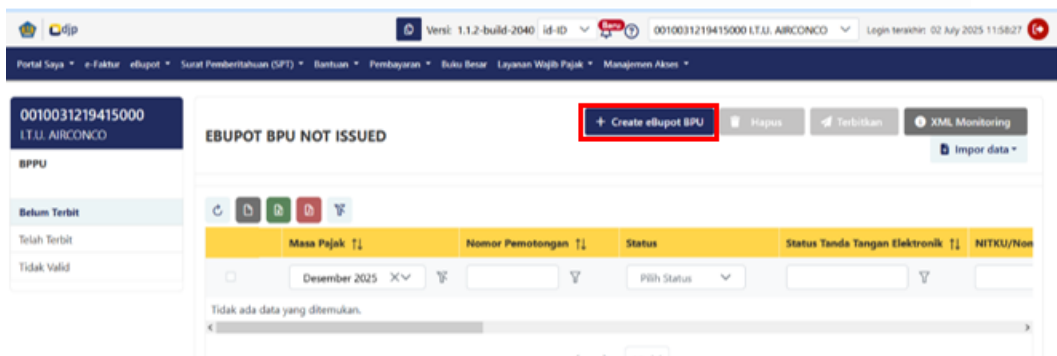 djp Versi: 1.1.2-build-2040 id-ID Baru 0010031219415000 I.T.U. AIRCONCO Login terakhir: 02 July 2025 11:58:27
Portal Saya e-Faktur eBupot Surat Pemberitahuan (SPT) Bantuan Pembayaran Buku Besar Layanan Wajib Pajak Manajemen Akses
0010031219415000
I.T.U. AIRCONCO
BPPU
Belum Terbit
Telah Terbit
Tidak Valid
EBUPOT BPU NOT ISSUED
+ Create eBupot BPU Hapus Terbitkan XML Monitoring
Impor data
Masa Pajak Nomor Pemotongan Status Status Tanda Tangan Elektronik NITKU/Nom
Desember 2025 Pilih Status
Tidak ada data yang ditemukan.